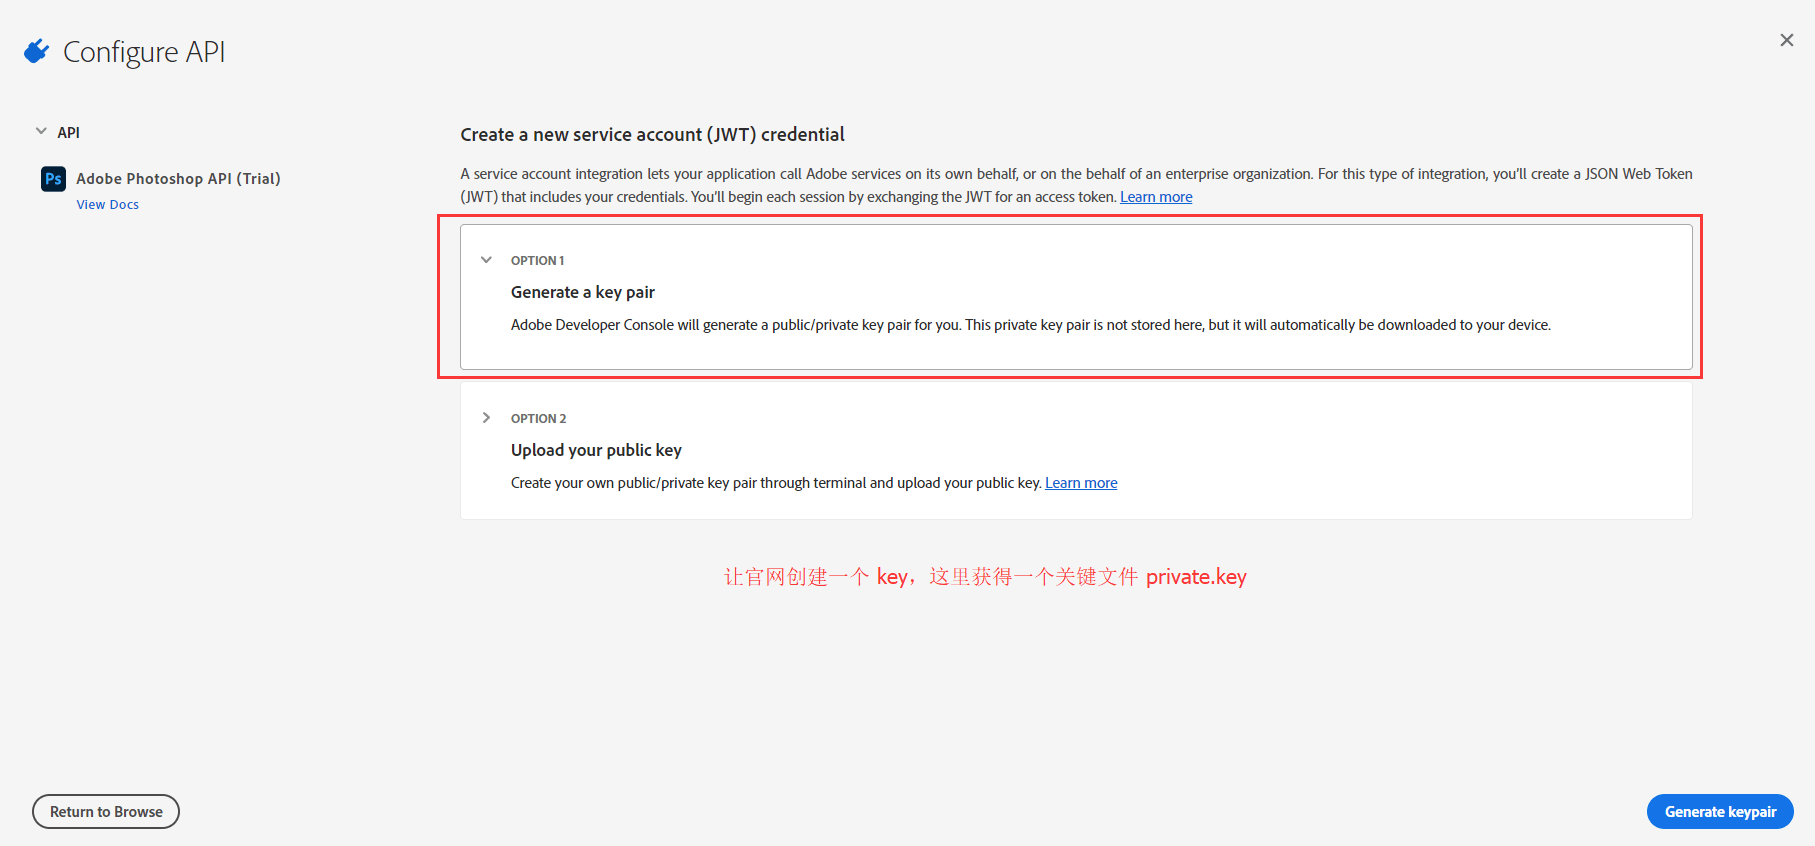 Configure API
API
Ps
Adobe Photoshop API (Trial)
View Docs
Create a new service account (JWT) credential
A service account integration lets your application call Adobe services on its own behalf, or on the behalf of an enterprise organization. For this type of integration, you'll create a JSON Web Token
(JWT) that includes your credentials. You'll begin each session by exchanging the JWT for an access token. Learn more
OPTION 1
Generate a key pair
Adobe Developer Console will generate a public/private key pair for you. This private key pair is not stored here, but it will automatically be downloaded to your device.
OPTION 2
Upload your public key
Create your own public/private key pair through terminal and upload your public key. Learn more
让官网创建一个 key，这里获得一个关键文件 private.key
Return to Browse
Generate keypair